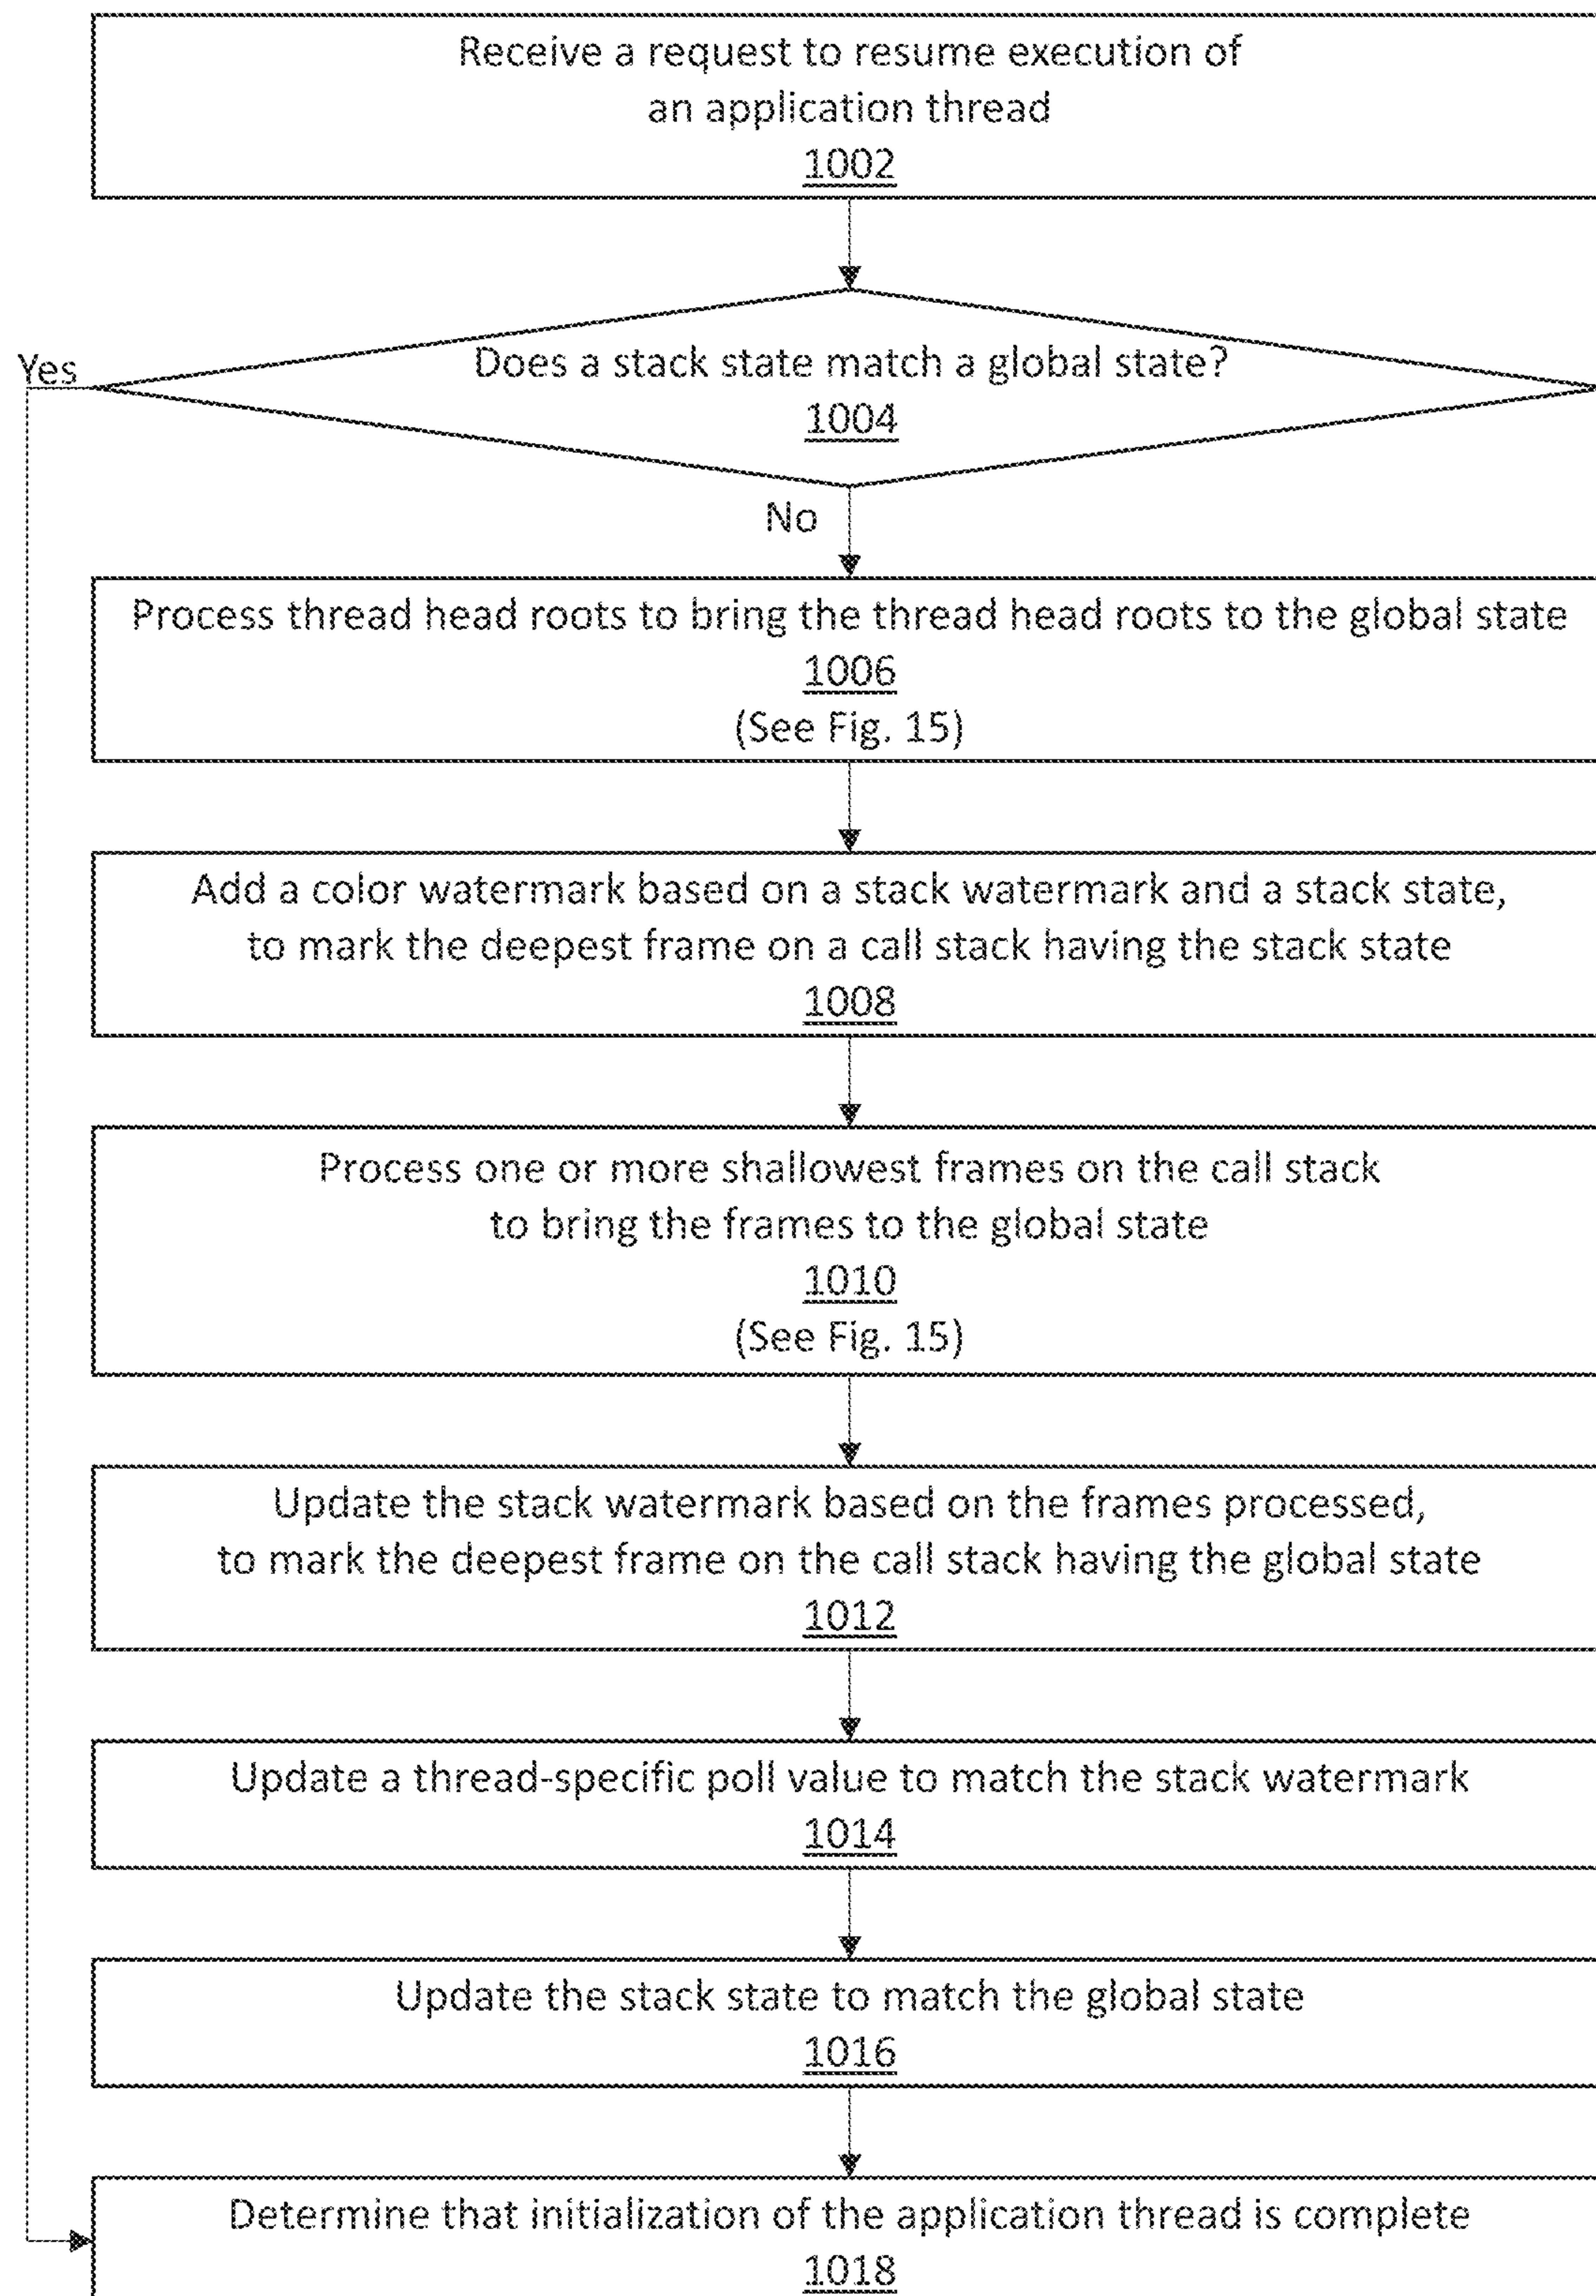 Receive a request to resume execution of
an application thread
1002
Does a stack state match a global state?
1004
Yes
No
Process thread head roots to bring the thread head roots to the global state
1006
(See Fig. 15)
Add a color watermark based on a stack watermark and a stack state,
to mark the deepest frame on a call stack having the stack state
1008
Process one or more shallowest frames on the call stack
to bring the frames to the global state
1010
(See Fig. 15)
Update the stack watermark based on the frames processed,
to mark the deepest frame on the call stack having the global state
1012
Update a thread-specific poll value to match the stack watermark
1014
Update the stack state to match the global state
1016
Determine that initialization of the application thread is complete
1018